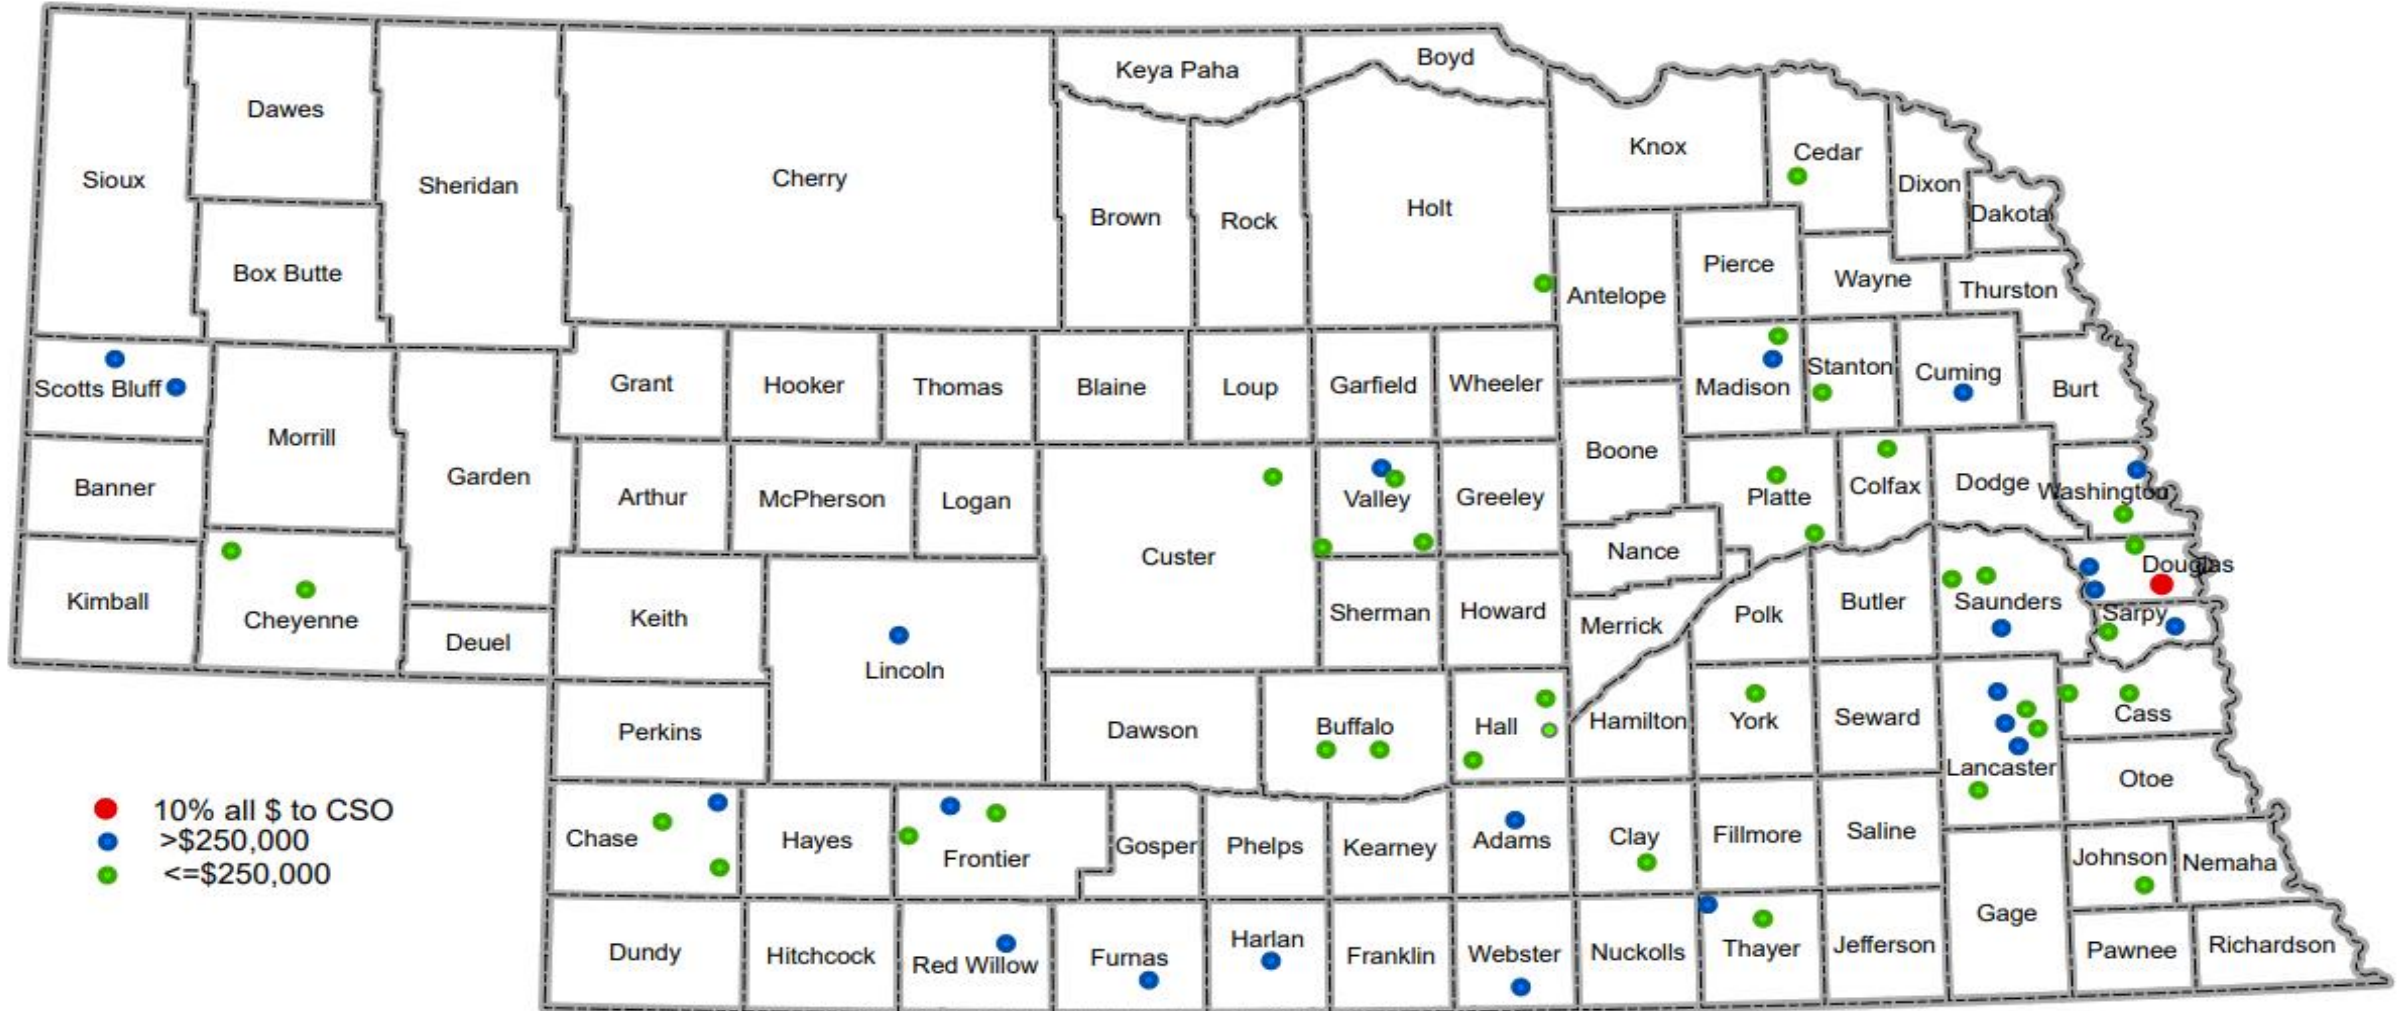 Boyd
Keya Paha
Dawes
Knox
Cedar
Sioux
Sheridan
Cherry
Dixon
Brown
Rock
Holt
Dakota
Box Butte
Pierce
Wayne
Antelope
Thurston
Scotts Bluff
Grant
Hooker
Thomas
Blaine
Loup
Garfield
Wheeler
Madison
Stanton
Cuming
Burt
Morrill
Boone
Banner
Garden
Arthur
McPherson
Logan
Valley
Greeley
Platte
Colfax
Dodge
Washington
Custer
Nance
Douglas
Kimball
Cheyenne
Deuel
Keith
Lincoln
Sherman
Howard
Merrick
Polk
Butler
Saunders
Sarpy
Perkins
Dawson
Buffalo
Hall
Hamilton
York
Seward
Cass
Lancaster
Otoe
10% all $ to CSO
>$250,000
<=$250,000
Chase
Hayes
Frontier
Gosper
Phelps
Kearney
Adams
Clay
Fillmore
Saline
Johnson
Nemaha
Gage
Dundy
Hitchcock
Red Willow
Furnas
Harlan
Franklin
Webster
Nuckolls
Thayer
Jefferson
Pawnee
Richardson